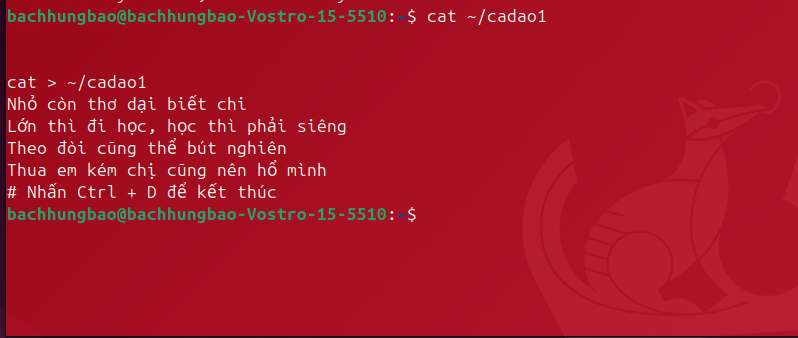 bachhungbao@bachhungbao-Vostro-15-5510:~$ cat ~/cadao1
cat > ~/cadao1
Nhỏ còn thơ dại biết chi
Lớn thì đi học, học thì phải siêng
Theo đòi cũng thể bút nghiên
Thua em kém chị cũng nên hổ mình
# Nhấn Ctrl + D để kết thúc
bachhungbao@bachhungbao-Vostro-15-5510:~$